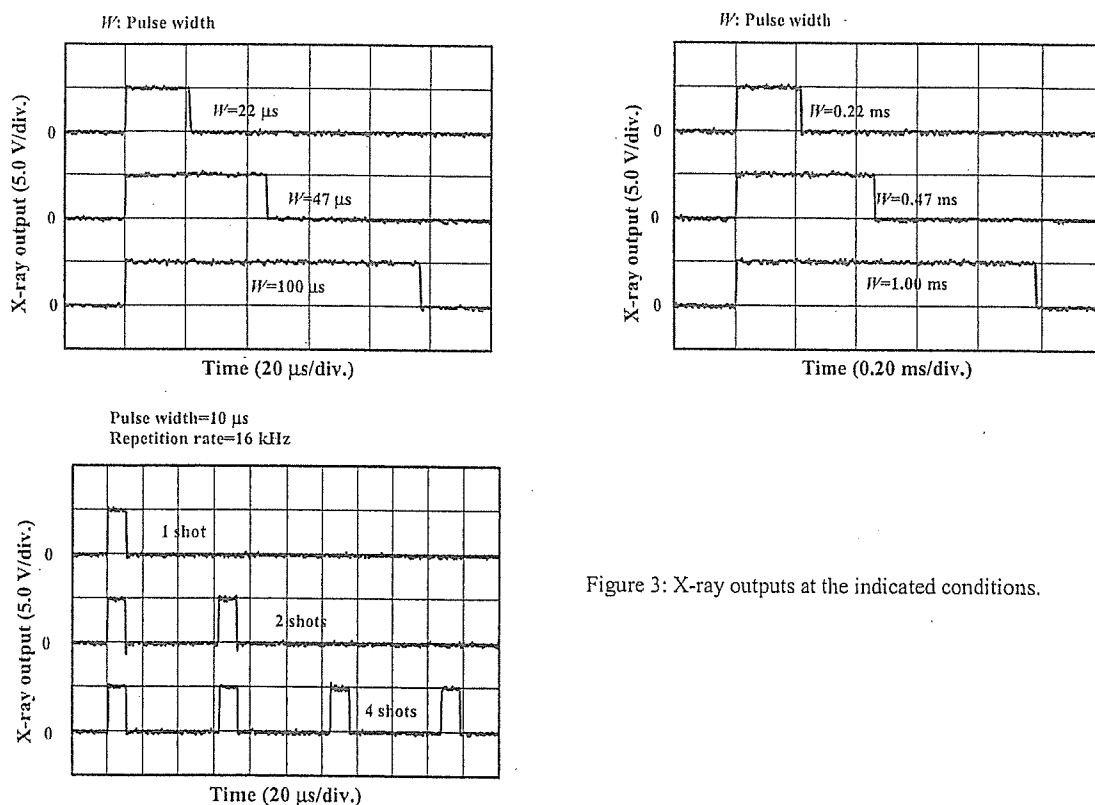 W: Pulse width
X-ray output (5.0 V/div.)
0
W=22 µs
0
W=47 µs
0
W=100 µs
Time (20 µs/div.)
W: Pulse width
X-ray output (5.0 V/div.)
0
W=0.22 ms
0
W=0.47 ms
0
W=1.00 ms
Time (0.20 ms/div.)
Pulse width=10 µs
Repetition rate=16 kHz
X-ray output (5.0 V/div.)
0
1 shot
0
2 shots
0
4 shots
Time (20 µs/div.)
Figure 3: X-ray outputs at the indicated conditions.